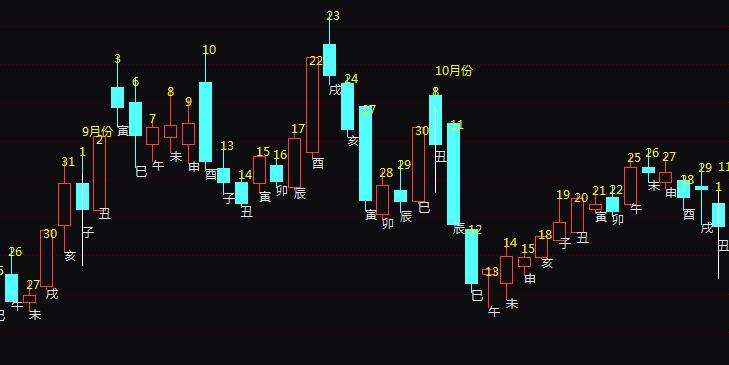 26
午
27
未
30
戌
31
亥
9月份
1
子
2
丑
3
寅
6
巳
7
午
8
未
9
申
10
酉
13
子
14
丑
15
寅
16
卯
17
辰
22
酉
23
戌
24
亥
27
寅
28
卯
29
辰
30
巳
10月份
8
丑
11
辰
12
巳
13
午
14
未
15
申
18
亥
19
子
20
丑
21
寅
22
卯
25
午
26
未
27
申
28
酉
29
戌
11
1
丑